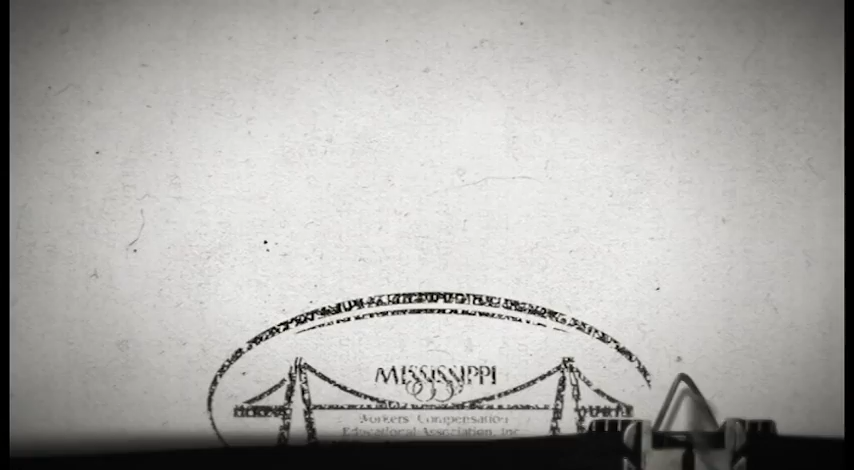 MISSISSIPPI
Workers' Compensation
Educational Association, Inc.